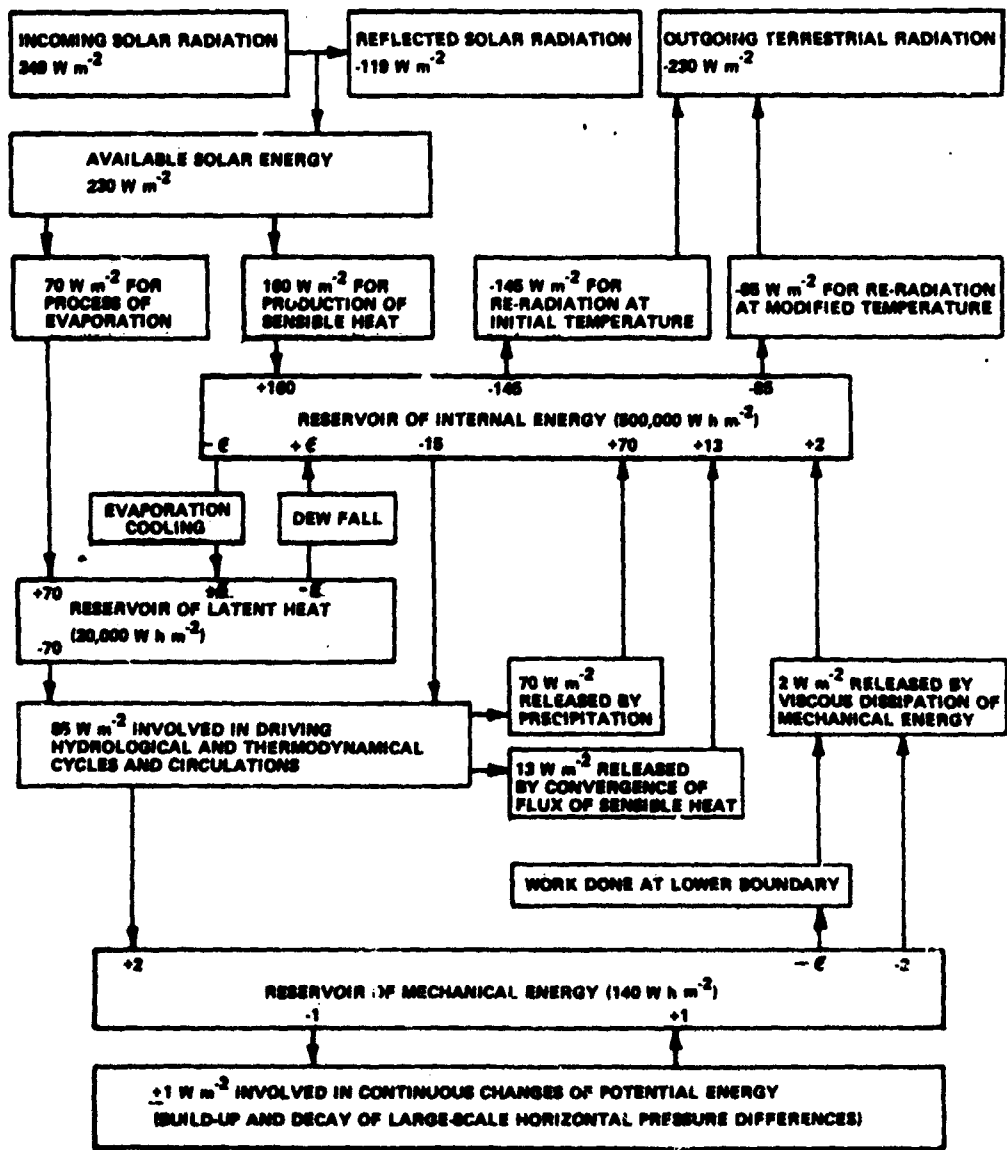 INCOMING SOLAR RADIATION
349 W m⁻²
REFLECTED SOLAR RADIATION
-119 W m⁻²
OUTGOING TERRESTRIAL RADIATION
-230 W m⁻²
AVAILABLE SOLAR ENERGY
230 W m⁻²
70 W m⁻² FOR
PROCESS OF
EVAPORATION
160 W m⁻² FOR
PRODUCTION OF
SENSIBLE HEAT
-145 W m⁻² FOR
RE-RADIATION AT
INITIAL TEMPERATURE
-85 W m⁻² FOR RE-RADIATION
AT MODIFIED TEMPERATURE
+160 -145 -85
RESERVOIR OF INTERNAL ENERGY (800,000 W h m⁻²)
-ϵ +ϵ -15 +70 +13 +2
EVAPORATION
COOLING
DEW FALL
+70 +ϵ -ϵ
RESERVOIR OF LATENT HEAT
(20,000 W h m⁻²)
-70
85 W m⁻² INVOLVED IN DRIVING
HYDROLOGICAL AND THERMODYNAMICAL
CYCLES AND CIRCULATIONS
70 W m⁻²
RELEASED BY
PRECIPITATION
2 W m⁻² RELEASED BY
VISCOUS DISSIPATION OF
MECHANICAL ENERGY
13 W m⁻² RELEASED
BY CONVERGENCE OF
FLUX OF SENSIBLE HEAT
WORK DONE AT LOWER BOUNDARY
+2 -ϵ -2
RESERVOIR OF MECHANICAL ENERGY (140 W h m⁻²)
-1 +1
±1 W m⁻² INVOLVED IN CONTINUOUS CHANGES OF POTENTIAL ENERGY
(BUILD-UP AND DECAY OF LARGE-SCALE HORIZONTAL PRESSURE DIFFERENCES)